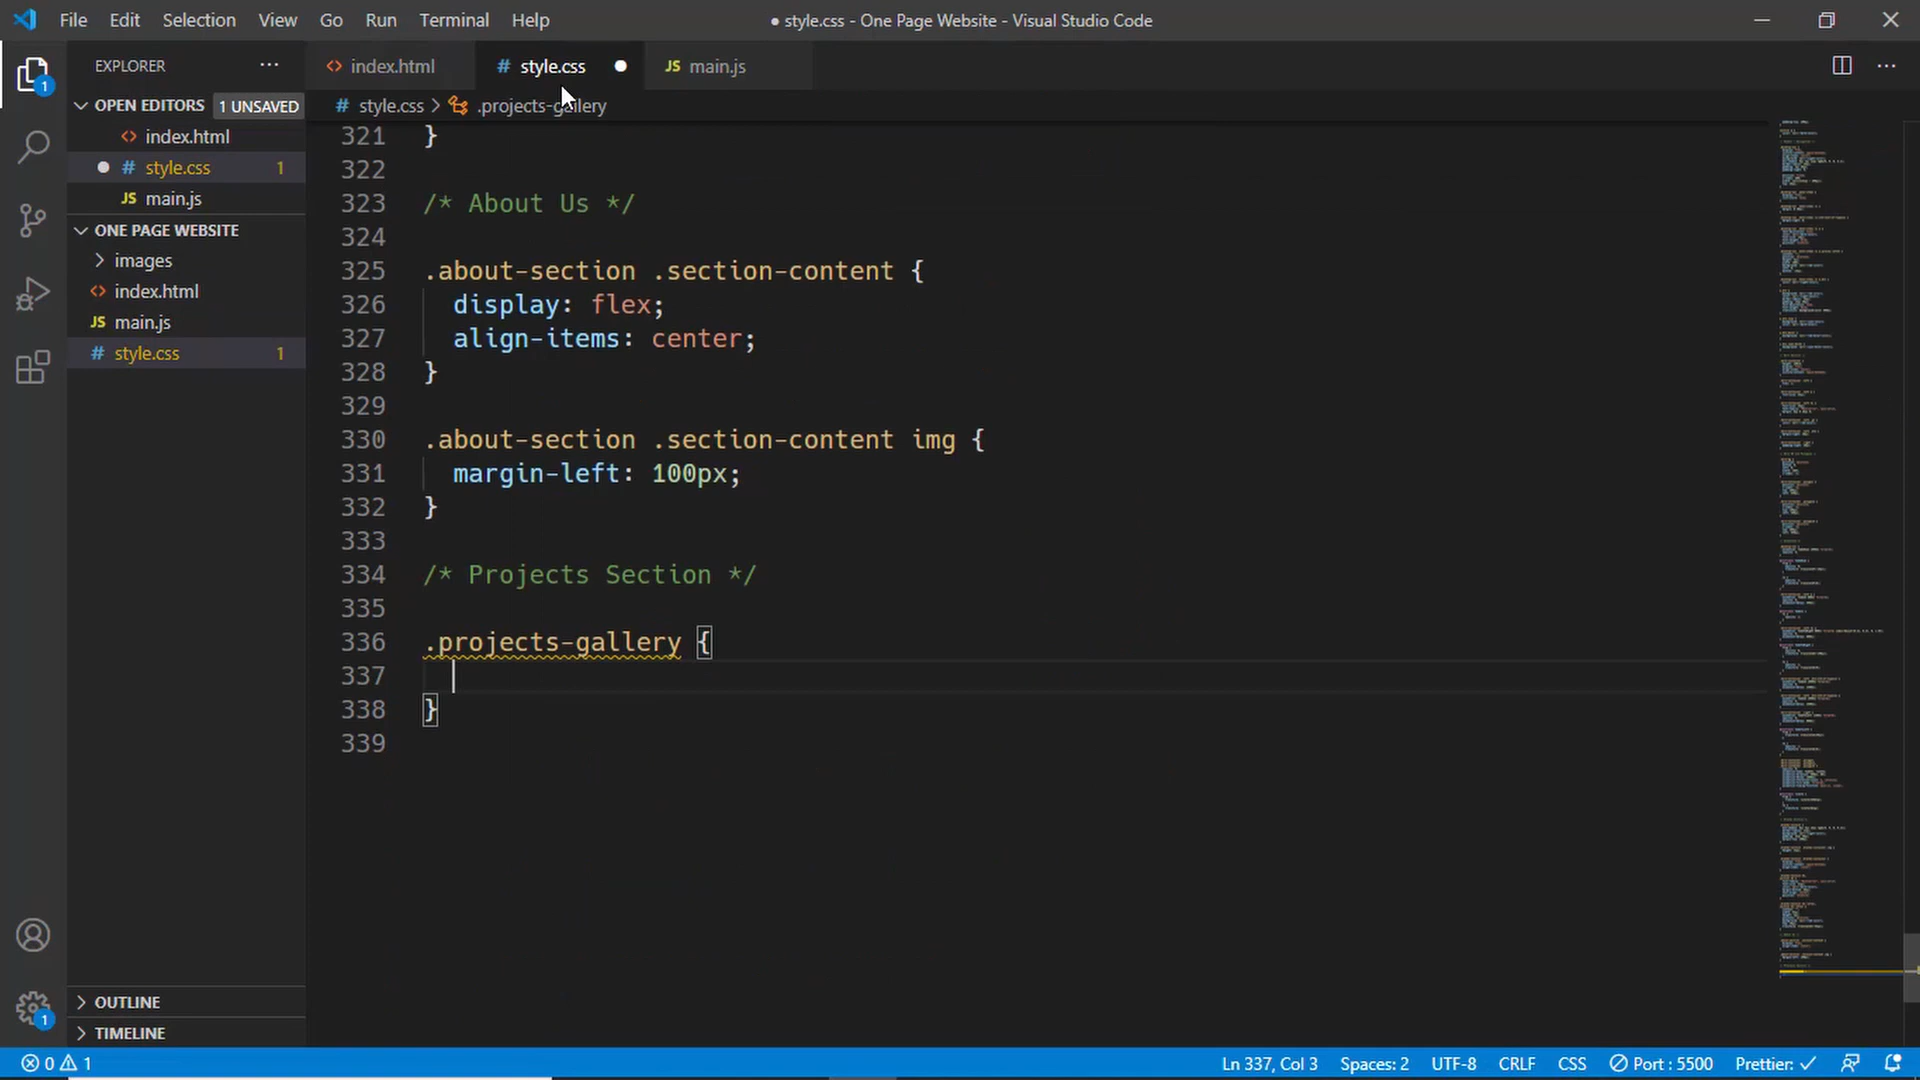 File Edit Selection View Go Run Terminal Help
● style.css - One Page Website - Visual Studio Code
EXPLORER ···
index.html # style.css ● JS main.js
OPEN EDITORS 1 UNSAVED
# style.css > .projects-gallery
index.html
● # style.css 1
JS main.js
ONE PAGE WEBSITE
images
index.html
JS main.js
# style.css 1
321 }
322
323 /* About Us */
324
325 .about-section .section-content {
326 display: flex;
327 align-items: center;
328 }
329
330 .about-section .section-content img {
331 margin-left: 100px;
332 }
333
334 /* Projects Section */
335
336 .projects-gallery {
337
338 }
339
1
1
OUTLINE
TIMELINE
0 1
Ln 337, Col 3 Spaces: 2 UTF-8 CRLF CSS Port : 5500 Prettier: ✓